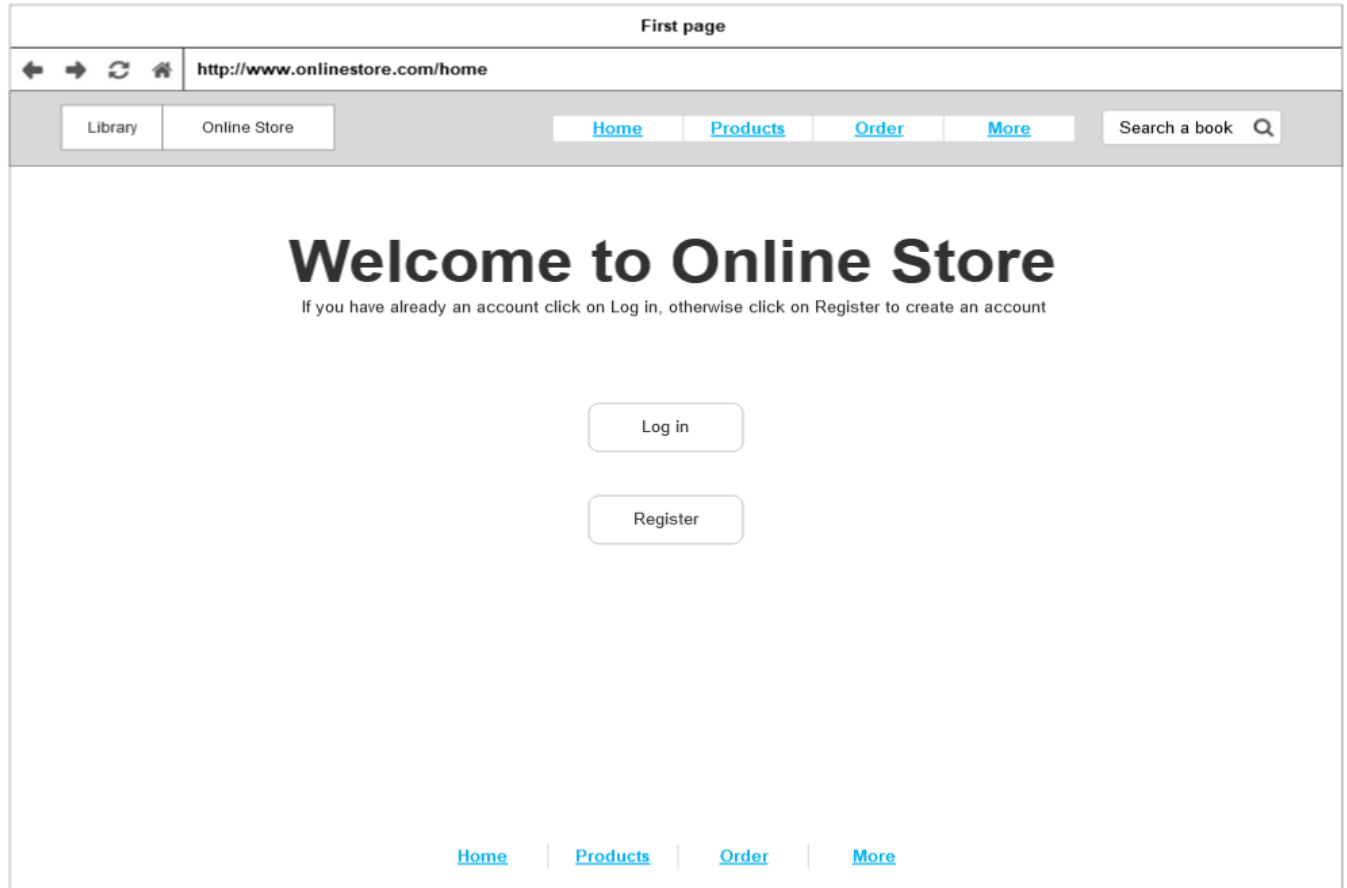 First page
http://www.onlinestore.com/home
Library Online Store Home Products Order More Search a book
Welcome to Online Store
If you have already an account click on Log in, otherwise click on Register to create an account
Log in
Register
Home Products Order More